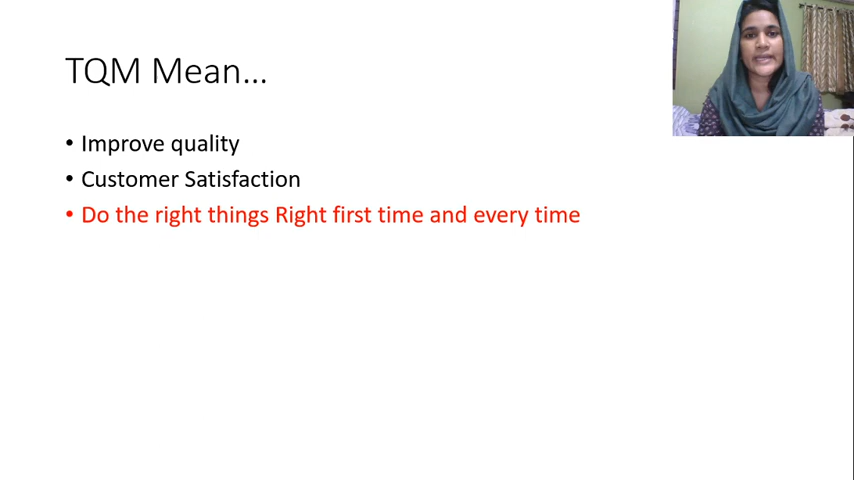 TQM Mean…
• Improve quality
• Customer Satisfaction
• Do the right things Right first time and every time